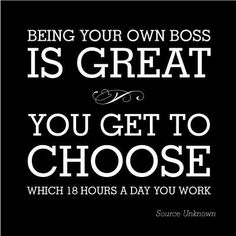 BEING YOUR OWN BOSS
IS GREAT
YOU GET TO
CHOOSE
WHICH 18 HOURS A DAY YOU WORK
Source Unknown